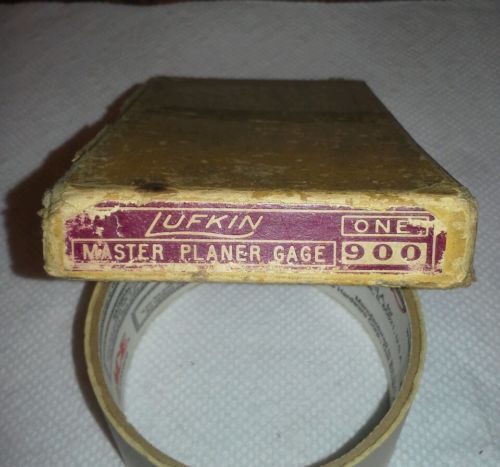 LUFKIN
ONE
MASTER PLANER GAGE
900